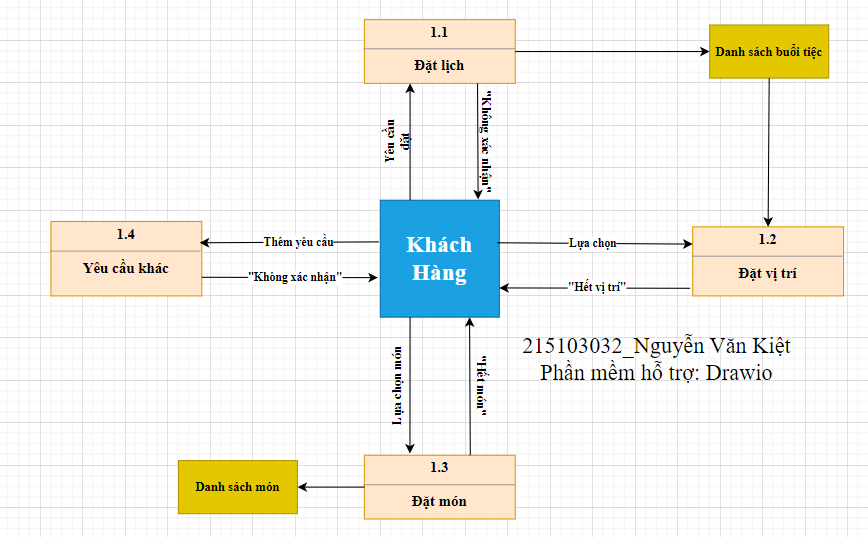 1.1
Đặt lịch
Danh sách buổi tiệc
Yêu cầu
đặt
"Không xác nhận"
1.4
Yêu cầu khác
Thêm yêu cầu
"Không xác nhận"
Khách
Hàng
Lựa chọn
"Hết vị trí"
1.2
Đặt vị trí
215103032_Nguyễn Văn Kiệt
Phần mềm hỗ trợ: Drawio
Lựa chọn món
"Hết món"
Danh sách món
1.3
Đặt món